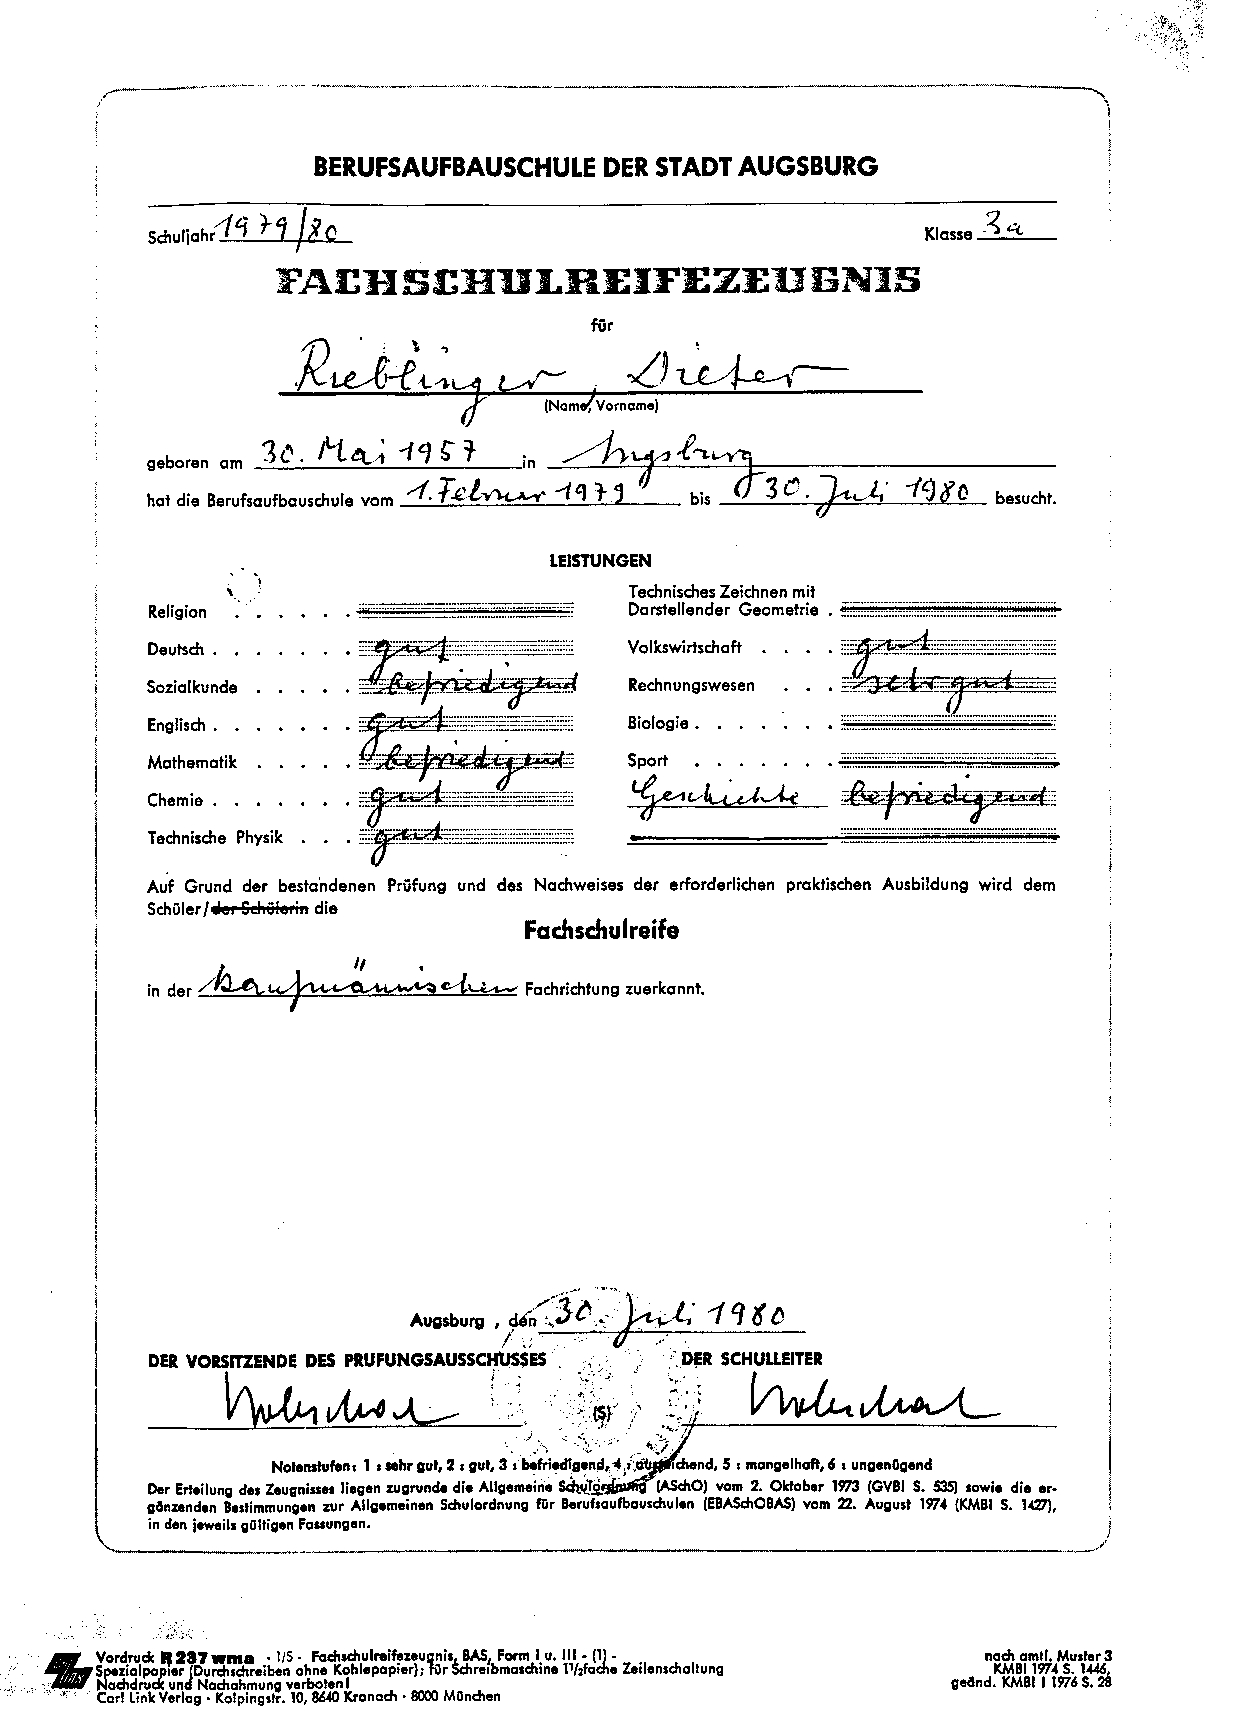 BERUFSAUFBAUSCHULE DER STADT AUGSBURG
Schuljahr 1979/80 Klasse 3a
FACHSCHULREIFEZEUGNIS
für
Rieblinger, Dieter
(Name, Vorname)
geboren am 30. Mai 1957 in Augsburg
hat die Berufsaufbauschule vom 1. Februar 1979 bis 30. Juli 1980 besucht.
LEISTUNGEN
Technisches Zeichnen mit
Religion . . . . . . Darstellender Geometrie .
Deutsch . . . . . . . gut Volkswirtschaft . . . . gut
Sozialkunde . . . . . befriedigend Rechnungswesen . . . sehr gut
Englisch . . . . . . . gut Biologie . . . . . . .
Mathematik . . . . . befriedigend Sport . . . . . . .
Chemie . . . . . . . gut Geschichte befriedigend
Technische Physik . . . gut
Auf Grund der bestandenen Prüfung und des Nachweises der erforderlichen praktischen Ausbildung wird dem
Schüler/der Schülerin die
Fachschulreife
in der kaufmännischen Fachrichtung zuerkannt.
Augsburg, den 30. Juli 1980
DER VORSITZENDE DES PRÜFUNGSAUSSCHUSSES DER SCHULLEITER
(S)
Notenstufen: 1 = sehr gut, 2 = gut, 3 = befriedigend, 4 = ausreichend, 5 = mangelhaft, 6 = ungenügend
Der Erteilung des Zeugnisses liegen zugrunde die Allgemeine Schulordnung (ASchO) vom 2. Oktober 1973 (GVBl S. 535) sowie die er-
gänzenden Bestimmungen zur Allgemeinen Schulordnung für Berufsaufbauschulen (EBASchOBAS) vom 22. August 1974 (KMBl S. 1427),
in den jeweils gültigen Fassungen.
Vordruck R 237 wma · 1/5 · Fachschulreifezeugnis, BAS, Form I u. III - (1) -
Spezialpapier (Durchschreiben ohne Kohlepapier); für Schreibmaschine 1½fache Zeilenschaltung
Nachdruck und Nachahmung verboten!
Carl Link Verlag · Kolpingstr. 10, 8640 Kronach · 8000 München
nach amtl. Muster 3
KMBl 1974 S. 1446,
geänd. KMBl I 1976 S. 28